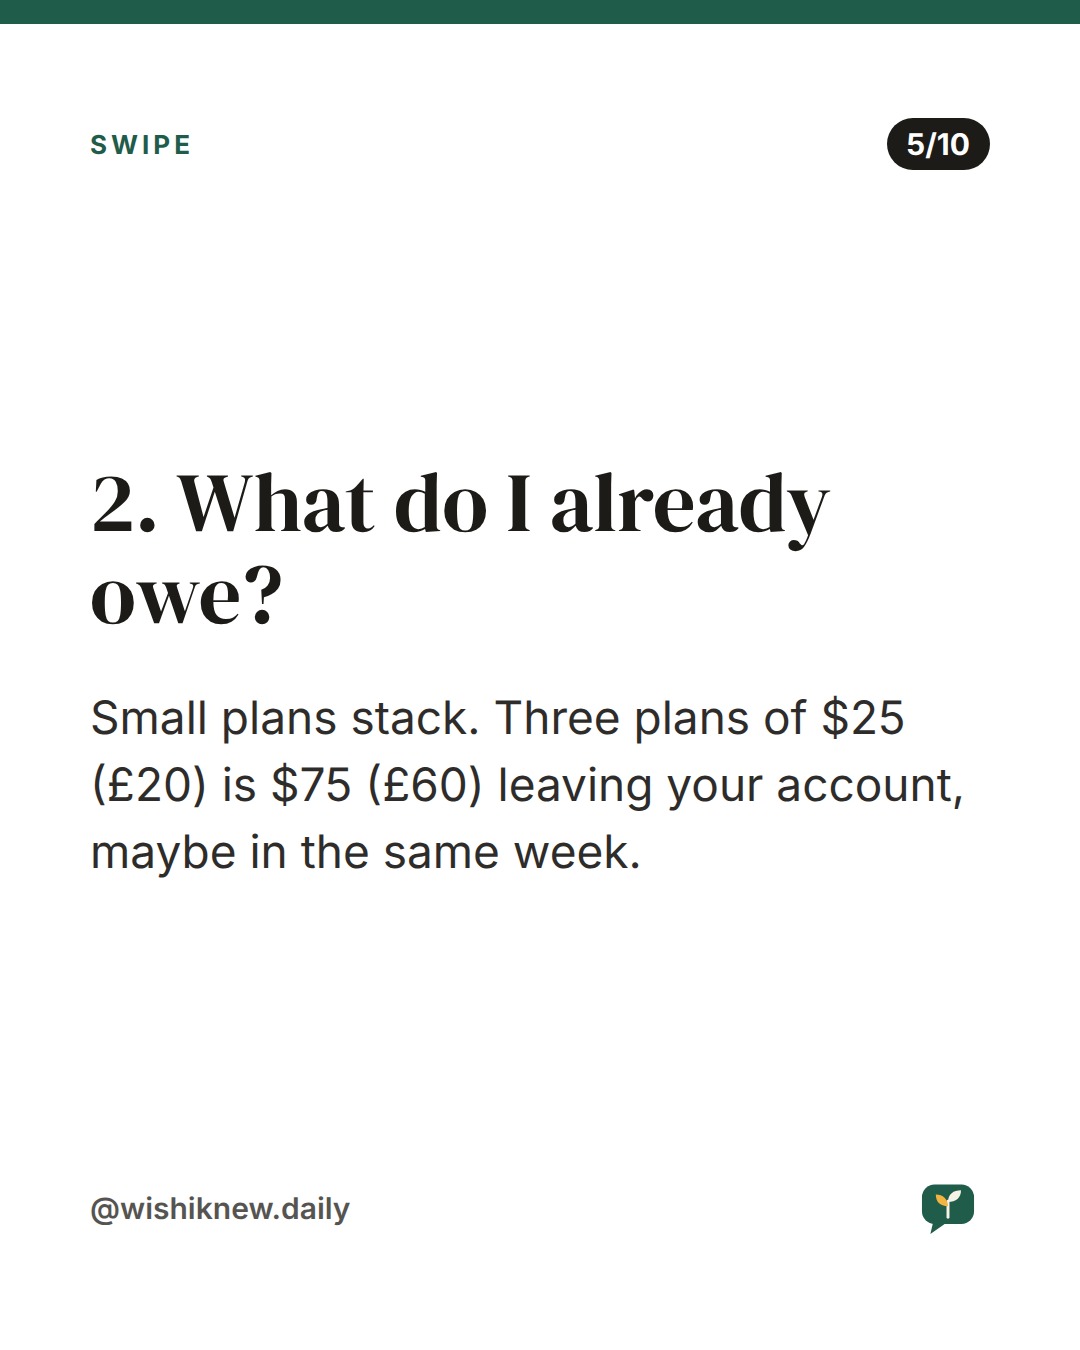 SWIPE
5/10
2. What do I already
owe?
Small plans stack. Three plans of $25
(£20) is $75 (£60) leaving your account,
maybe in the same week.
@wishiknew.daily